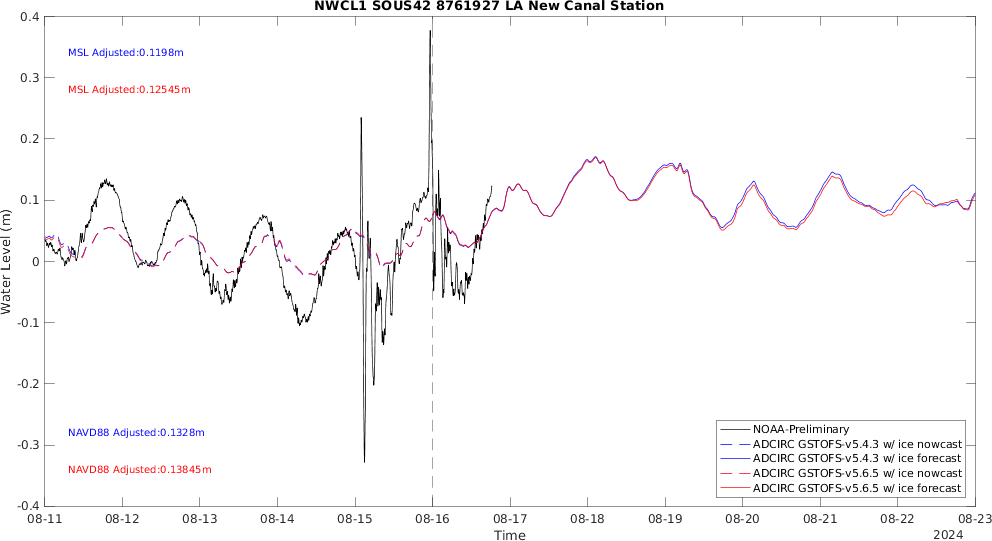 NWCL1 SOUS42 8761927 LA New Canal Station
0.4
0.3
0.2
0.1
0
-0.1
-0.2
-0.3
-0.4
Water Level (m)
MSL Adjusted:0.1198m
MSL Adjusted:0.12545m
NAVD88 Adjusted:0.1328m
NAVD88 Adjusted:0.13845m
NOAA-Preliminary
ADCIRC GSTOFS-v5.4.3 w/ ice nowcast
ADCIRC GSTOFS-v5.4.3 w/ ice forecast
ADCIRC GSTOFS-v5.6.5 w/ ice nowcast
ADCIRC GSTOFS-v5.6.5 w/ ice forecast
08-11 08-12 08-13 08-14 08-15 08-16 08-17 08-18 08-19 08-20 08-21 08-22 08-23
Time
2024